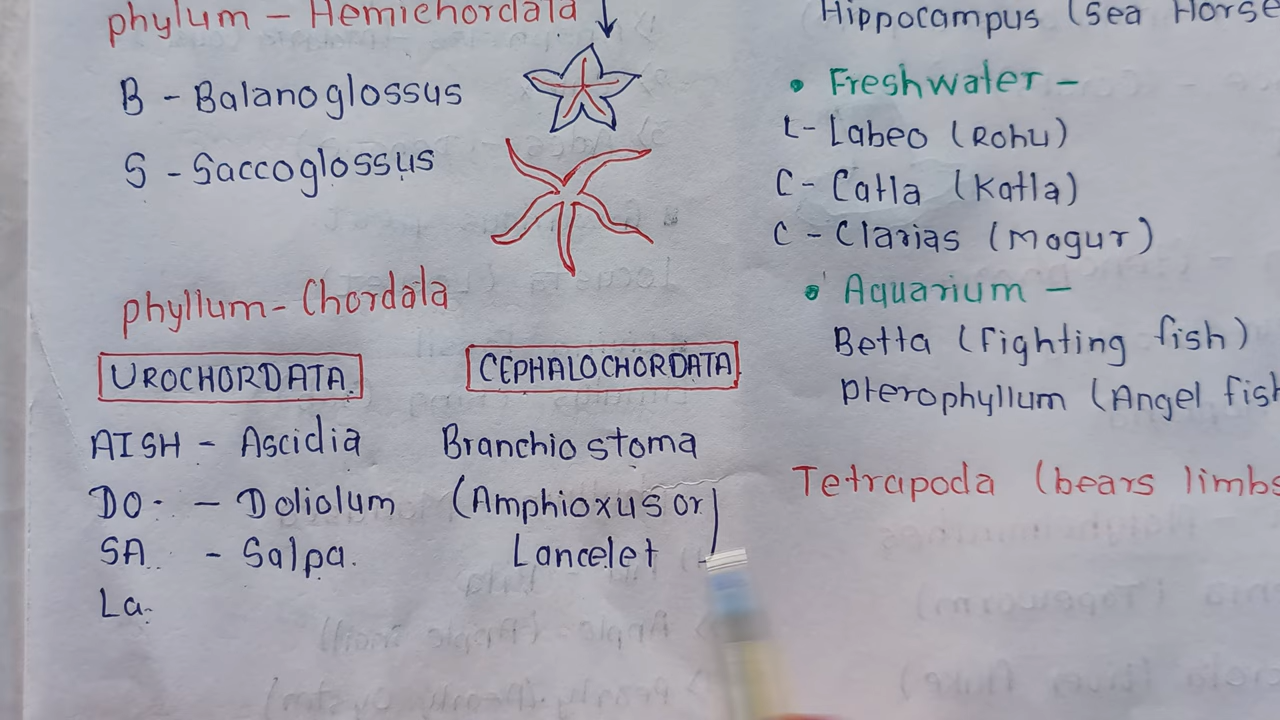 phylum - Hemichordata
B - Balanoglossus
S - Saccoglossus
phyllum - Chordata
UROCHORDATA
AISH - Ascidia
DO. - Doliolum
SA - Salpa.
La.
CEPHALOCHORDATA
Branchiostoma
(Amphioxus or
Lancelet
Hippocampus (Sea Horse
• Freshwater -
L - Labeo (Rohu)
C - Catla (Katla)
C - Clarias (Magur)
• Aquarium -
Betta (Fighting fish)
Pterophyllum (Angel fish
Tetrapoda (bears limbs